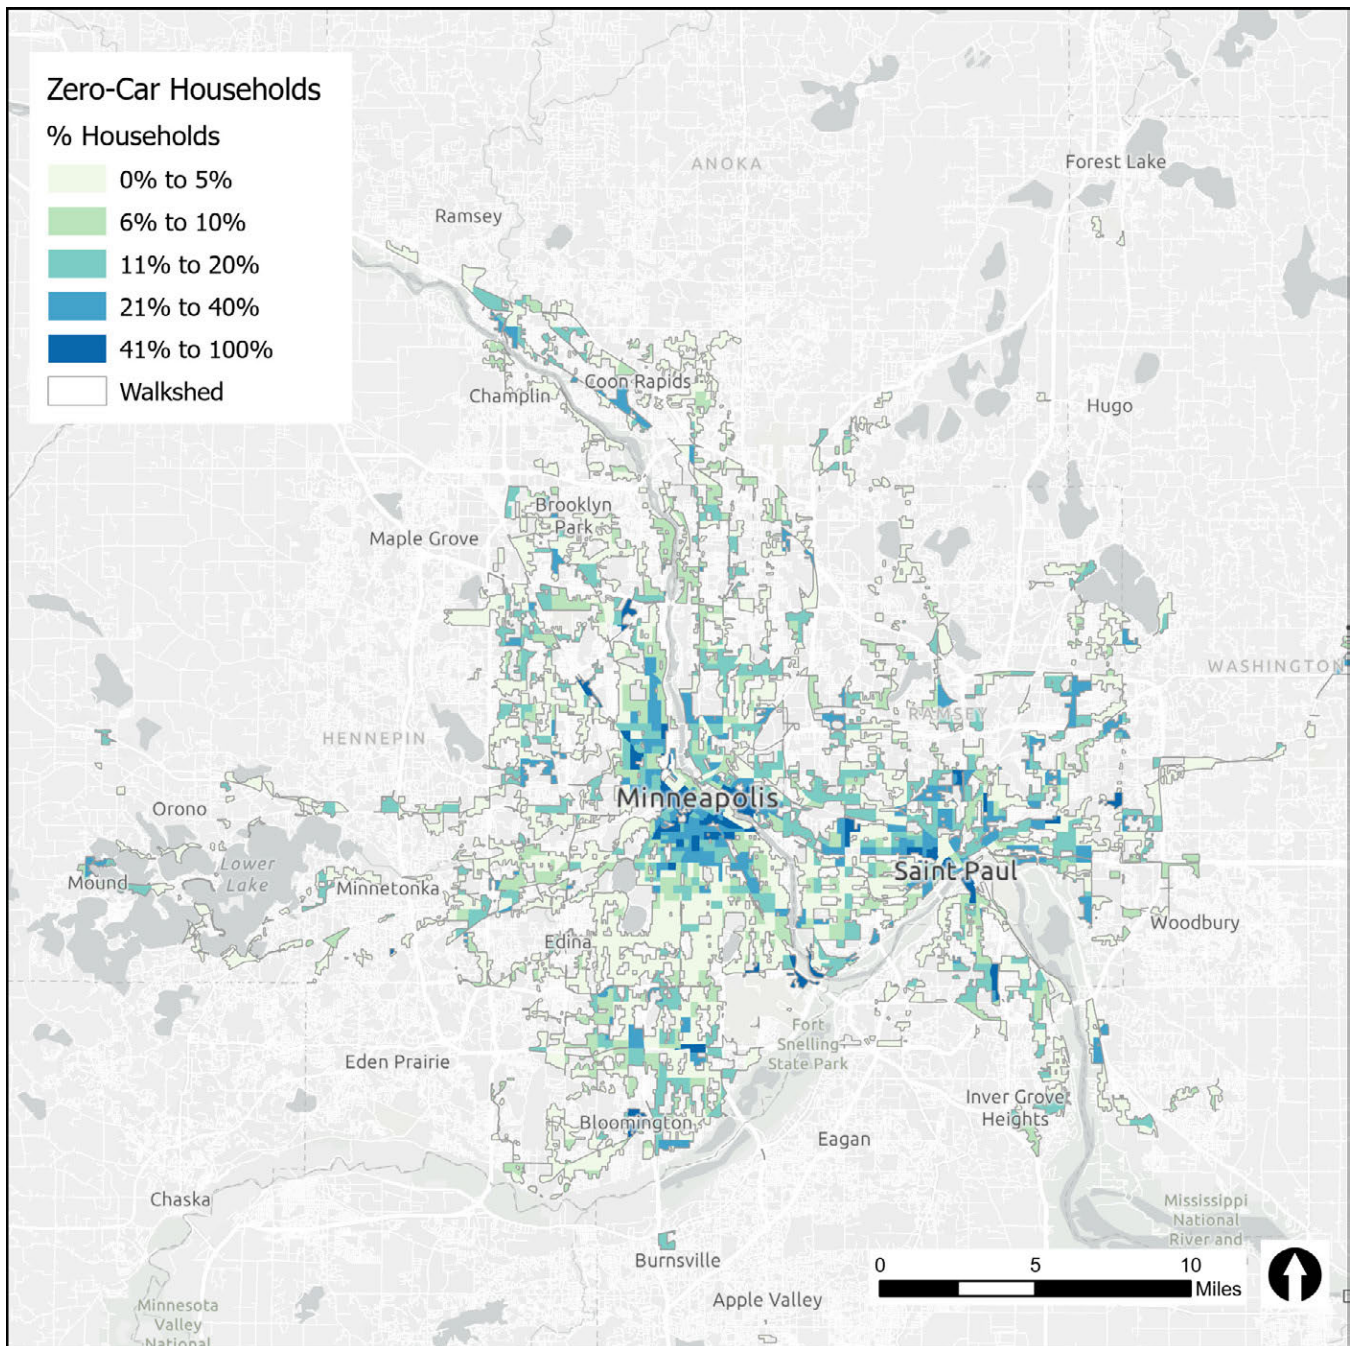 Zero-Car Households
% Households
0% to 5%
6% to 10%
11% to 20%
21% to 40%
41% to 100%
Walkshed
ANOKA
Forest Lake
Ramsey
Coon Rapids
Champlin
Hugo
Brooklyn
Park
Maple Grove
WASHINGTON
RAMSEY
HENNEPIN
Minneapolis
Orono
Lower
Lake
Mound
Minnetonka
Saint Paul
Woodbury
Edina
Fort
Snelling
State Park
Eden Prairie
Inver Grove
Heights
Bloomington
Eagan
Chaska
Mississippi
National
River and
Burnsville
0 5 10
Miles
Apple Valley
Minnesota
Valley
National